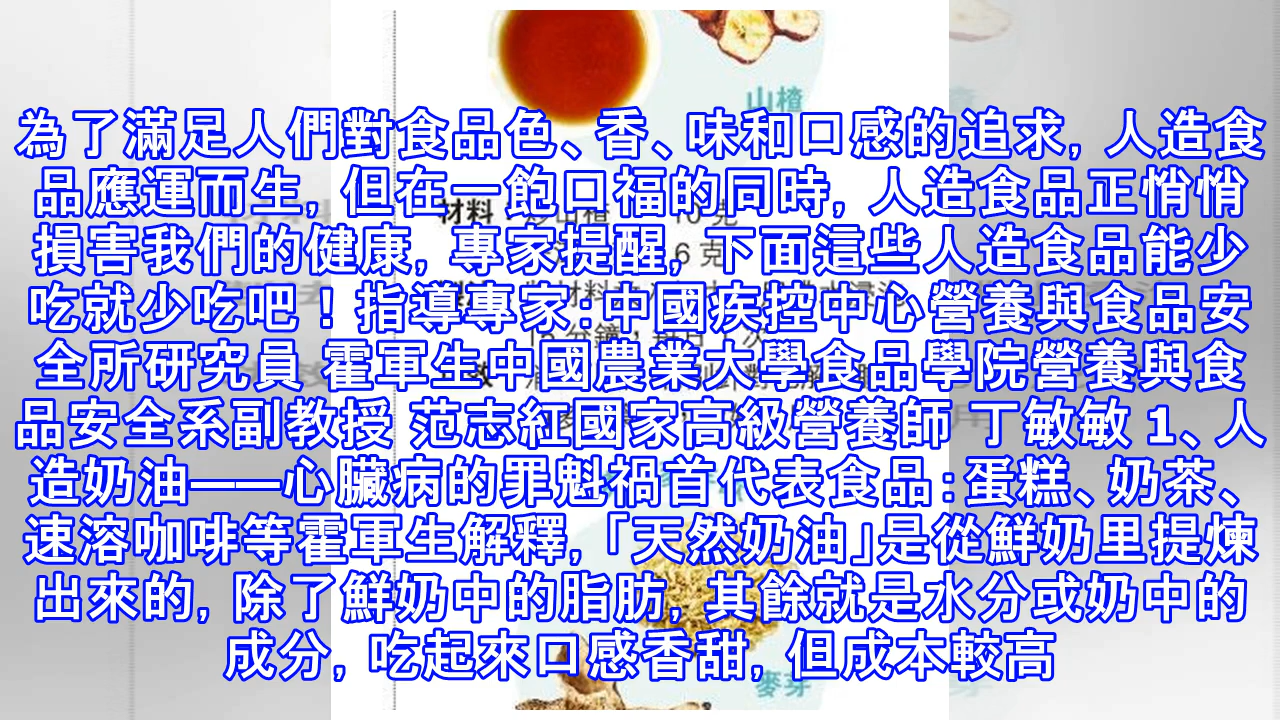 山楂
為了滿足人們對食品色、香、味和口感的追求, 人造食
品應運而生, 但在一飽口福的同時, 人造食品正悄悄
損害我們的健康, 專家提醒, 下面這些人造食品能少
吃就少吃吧！指導專家:中國疾控中心營養與食品安
全所研究員 霍軍生中國農業大學食品學院營養與食
品安全系副教授 范志紅國家高級營養師 丁敏敏 1、人
造奶油——心臟病的罪魁禍首代表食品:蛋糕、奶茶、
速溶咖啡等霍軍生解釋,「天然奶油」是從鮮奶里提煉
出來的, 除了鮮奶中的脂肪, 其餘就是水分或奶中的
成分, 吃起來口感香甜, 但成本較高
材料
6 克
麥芽